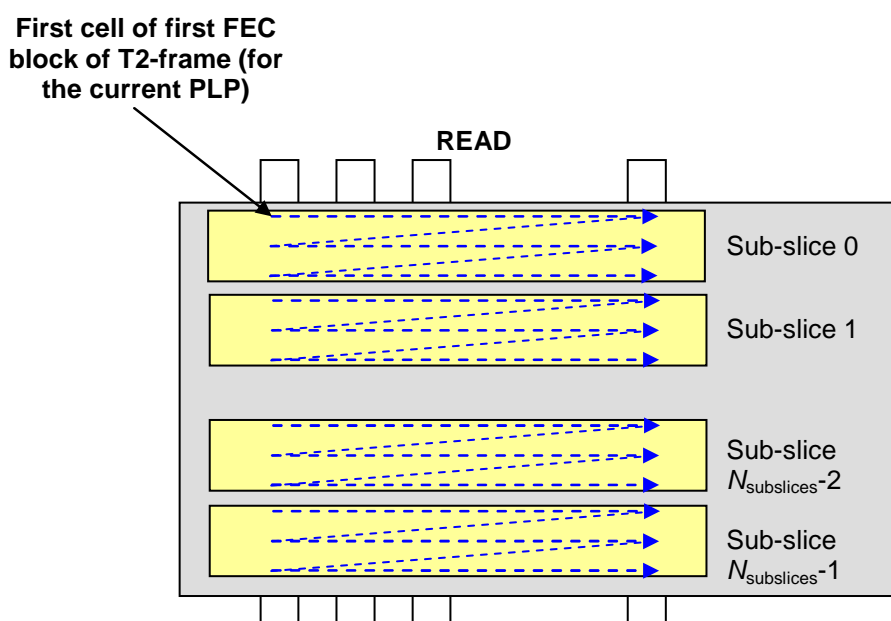 First cell of first FEC
block of T2-frame (for
the current PLP)
READ
Sub-slice 0
Sub-slice 1
Sub-slice
Nsubslices-2
Sub-slice
Nsubslices-1